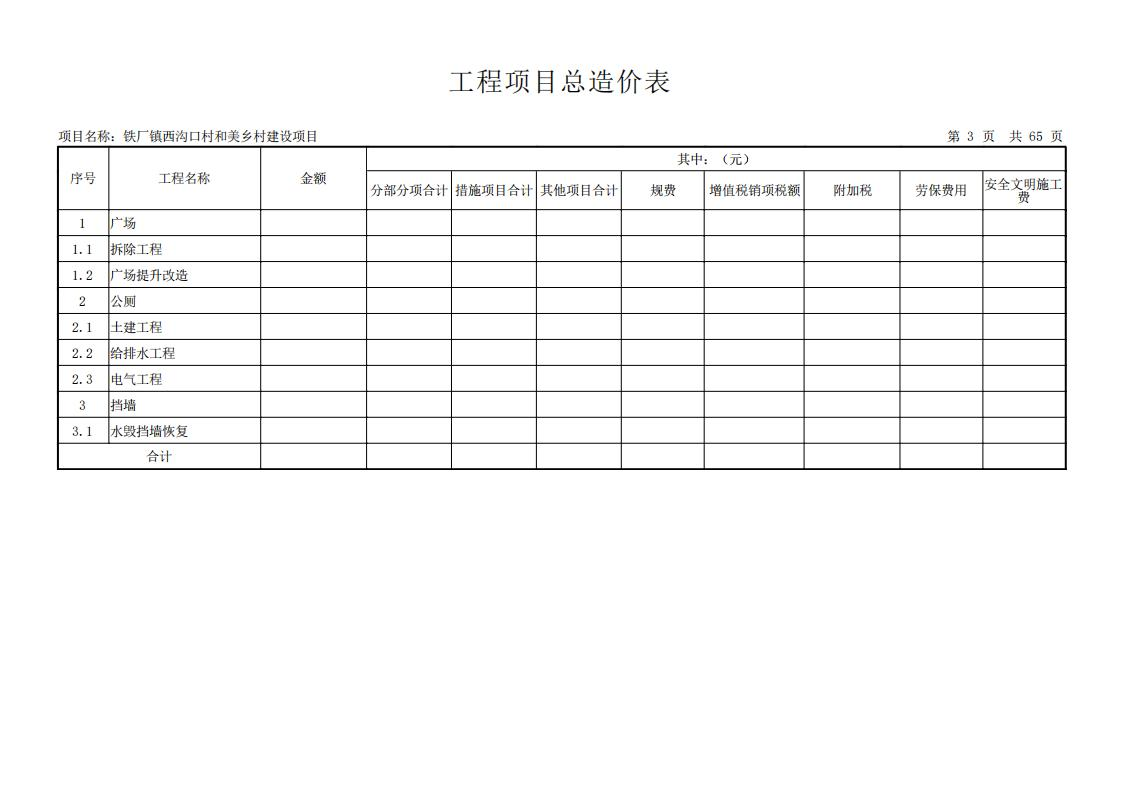 工程项目总造价表
项目名称：铁厂镇西沟口村和美乡村建设项目 第 3 页 共 65 页
序号 工程名称 金额 其中：（元）
分部分项合计 措施项目合计 其他项目合计 规费 增值税销项税额 附加税 劳保费用 安全文明施工
费
1 广场
1.1 拆除工程
1.2 广场提升改造
2 公厕
2.1 土建工程
2.2 给排水工程
2.3 电气工程
3 挡墙
3.1 水毁挡墙恢复
合计